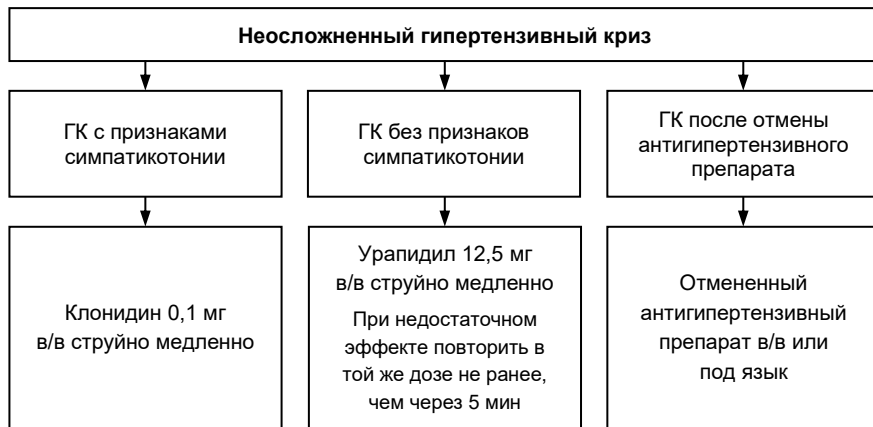 Неосложненный гипертензивный криз
ГК с признаками
симпатикотонии
ГК без признаков
симпатикотонии
ГК после отмены
антигипертензивного
препарата
Клонидин 0,1 мг
в/в струйно медленно
Урапидил 12,5 мг
в/в струйно медленно
При недостаточном
эффекте повторить в
той же дозе не ранее,
чем через 5 мин
Отмененный
антигипертензивный
препарат в/в или
под язык